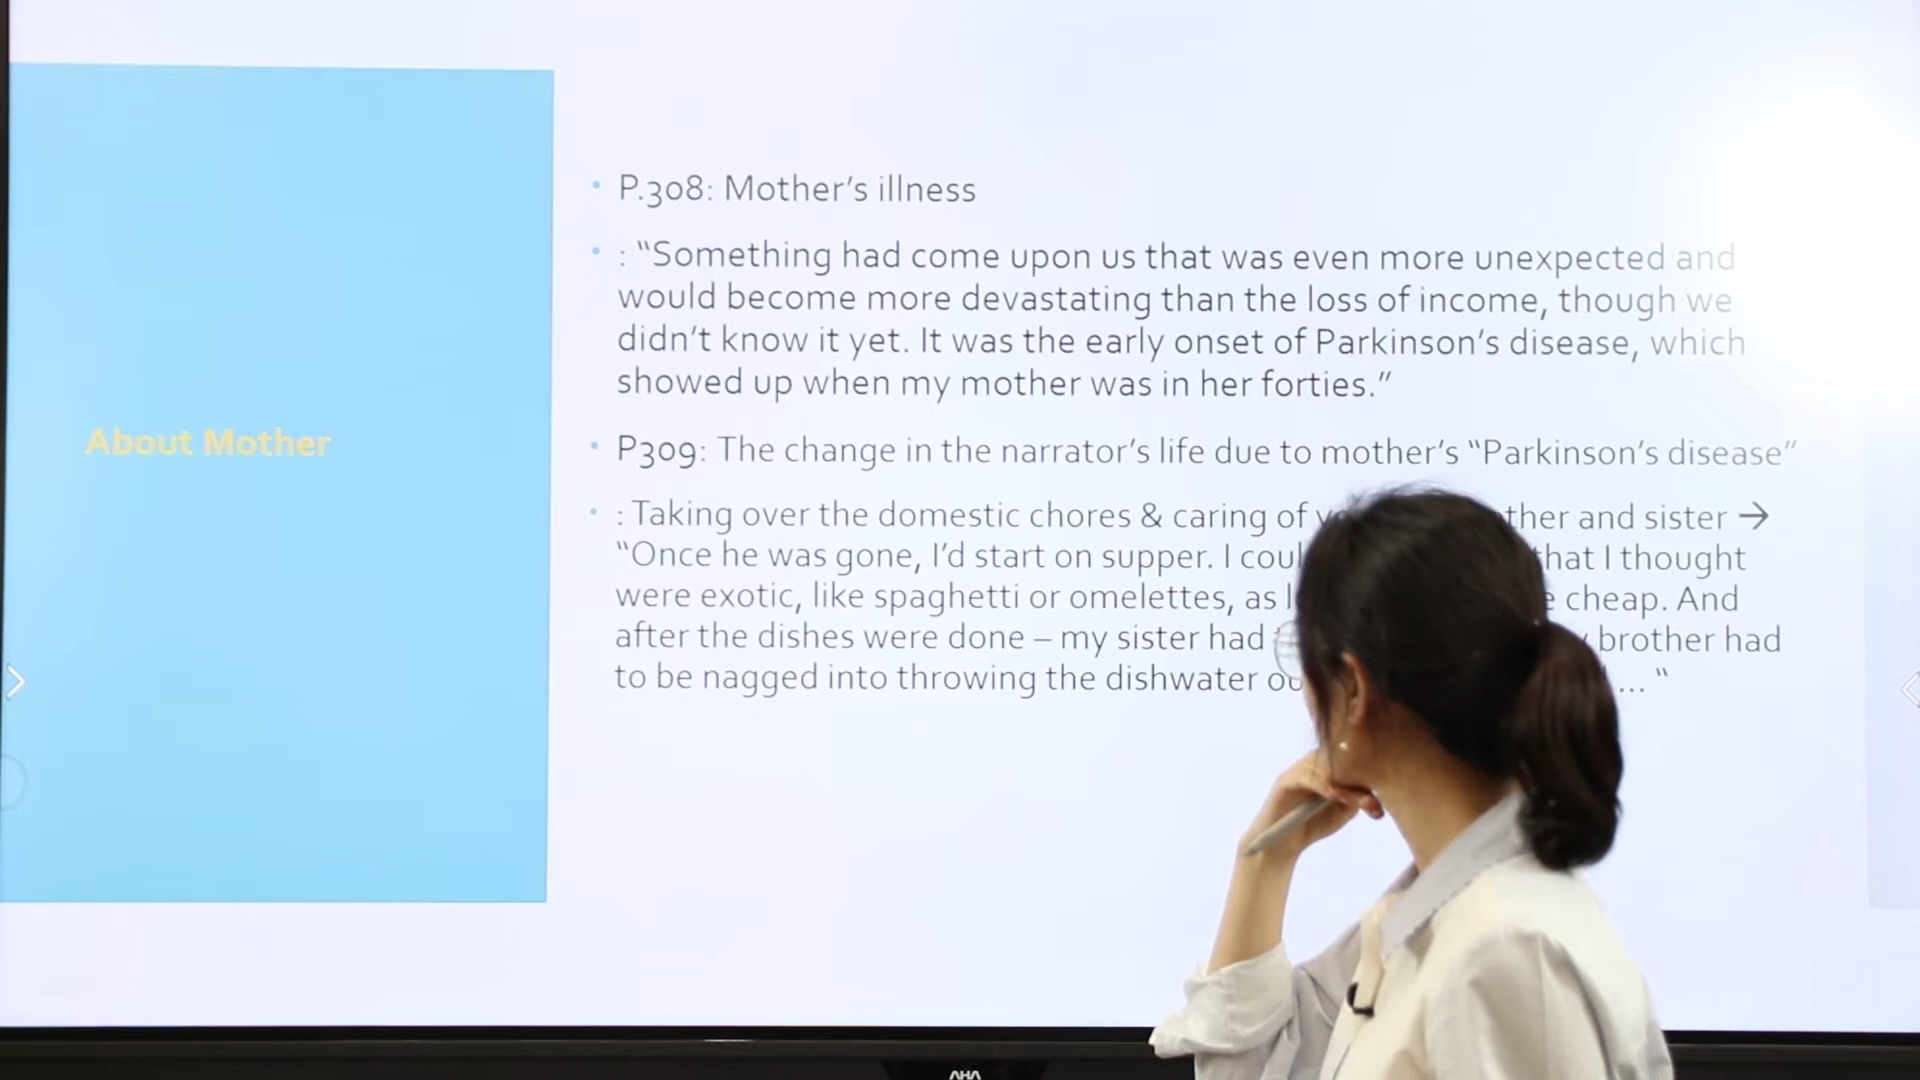 About Mother
• P.308: Mother's illness
• : “Something had come upon us that was even more unexpected and
would become more devastating than the loss of income, though we
didn't know it yet. It was the early onset of Parkinson's disease, which
showed up when my mother was in her forties.”
• P309: The change in the narrator's life due to mother's “Parkinson's disease”
• : Taking over the domestic chores & caring of and sister →
“Once he was gone, I'd start on supper. I that I thought
were exotic, like spaghetti or omelettes, as cheap. And
after the dishes were done – my sister had brother had
to be nagged into throwing the dishwater ... “
AHA